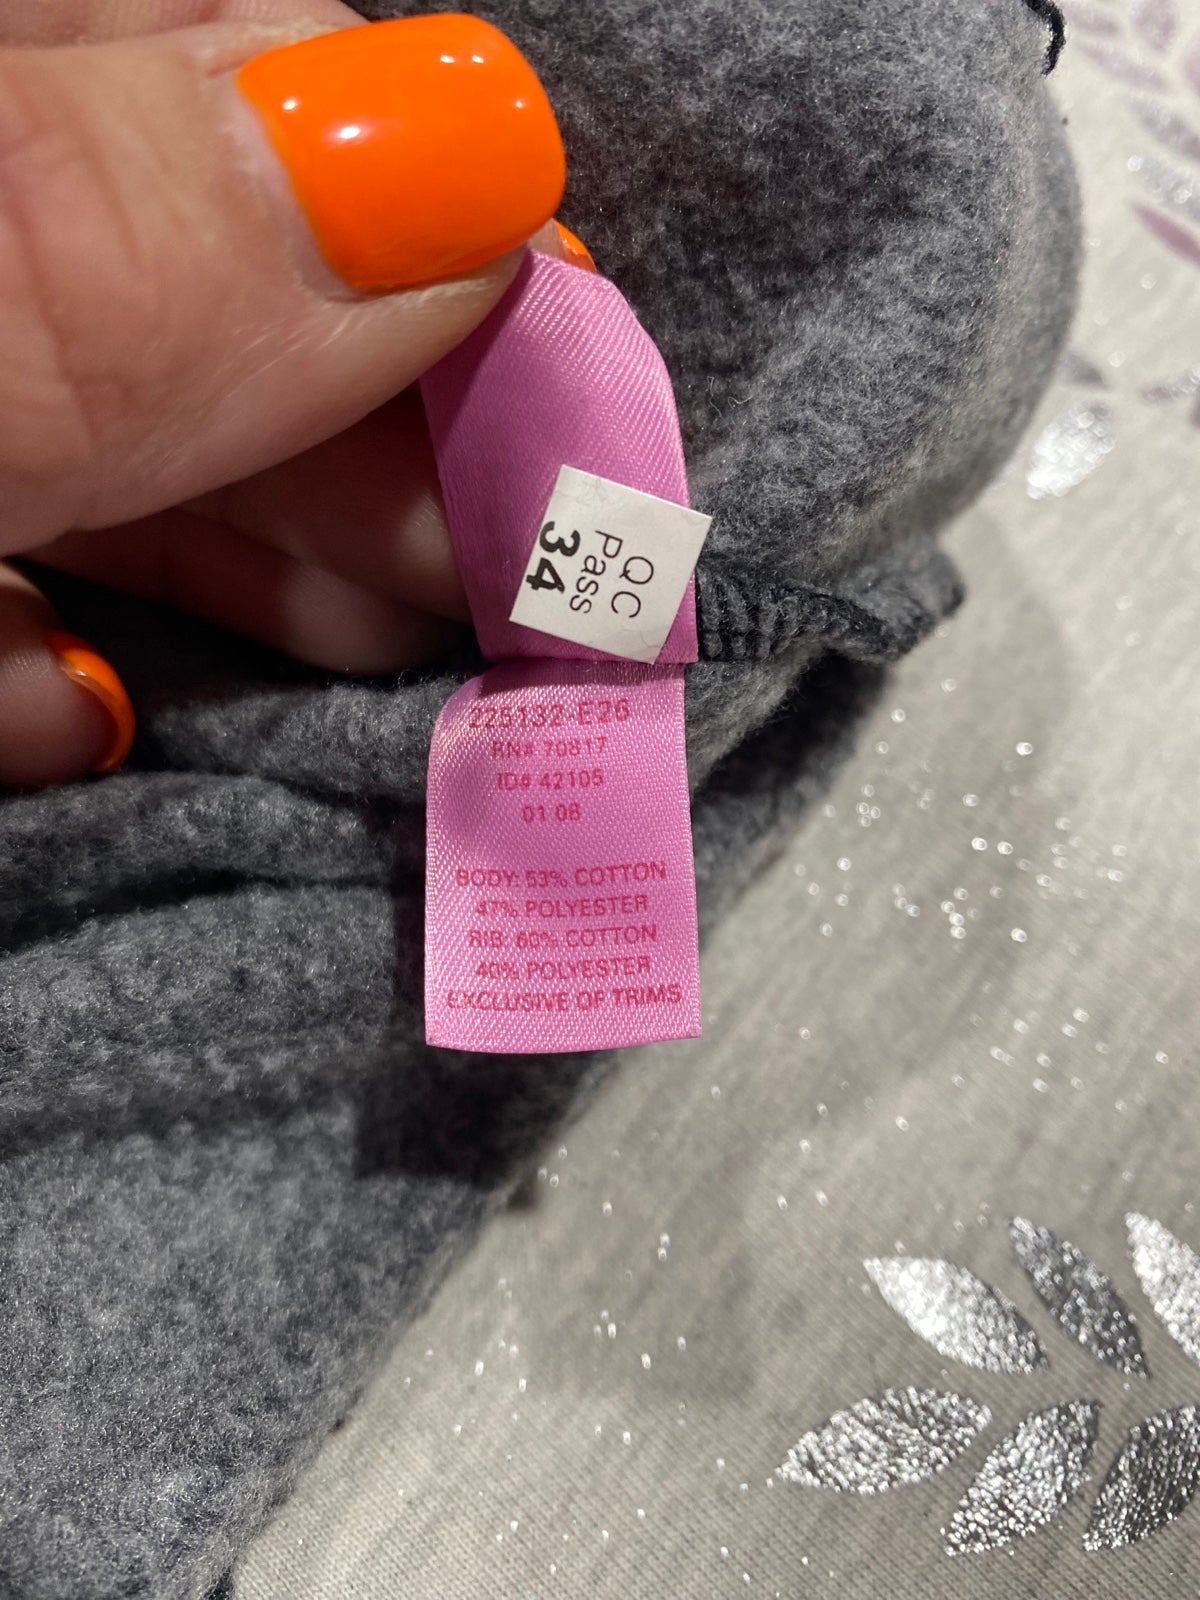 QC
Pass
34
225132-E26
RN# 70817
ID# 42105
01 08
BODY: 53% COTTON
47% POLYESTER
RIB: 60% COTTON
40% POLYESTER
EXCLUSIVE OF TRIMS